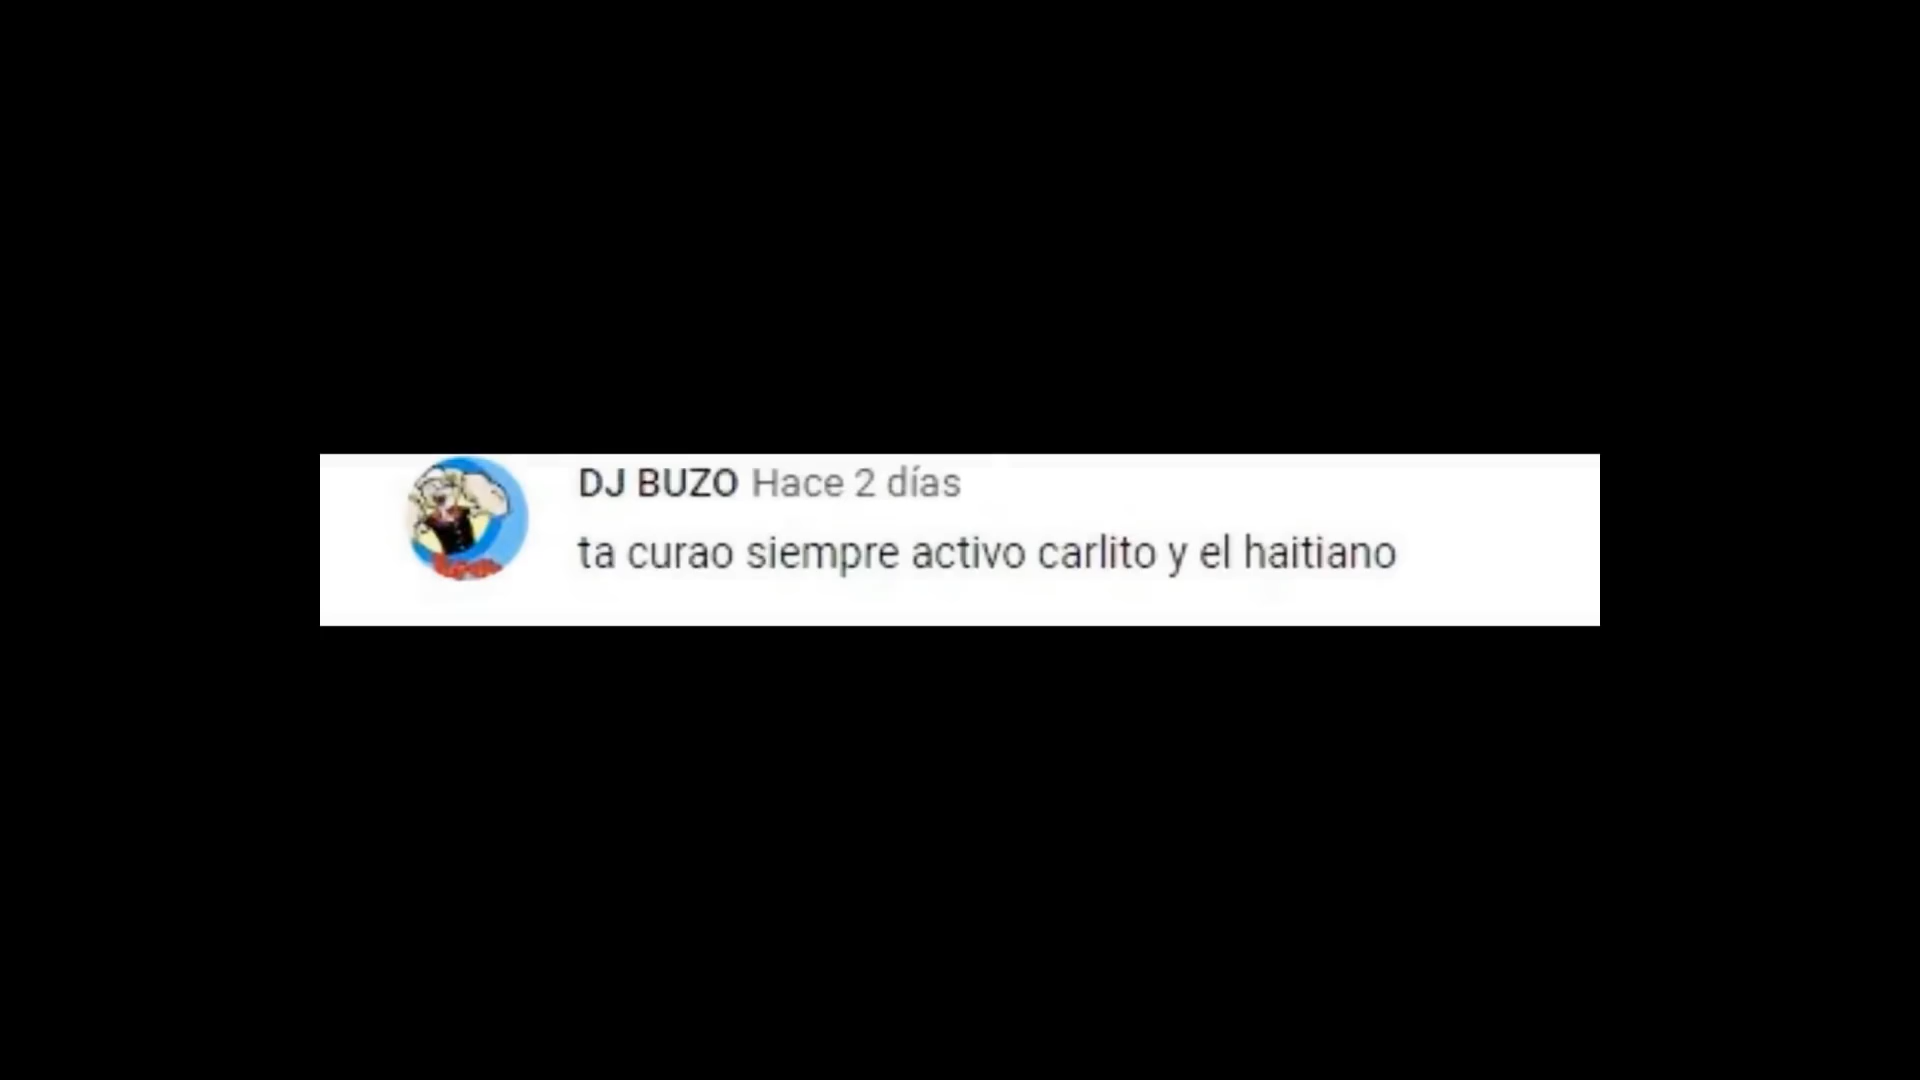 DJ BUZO Hace 2 días
ta curao siempre activo carlito y el haitiano